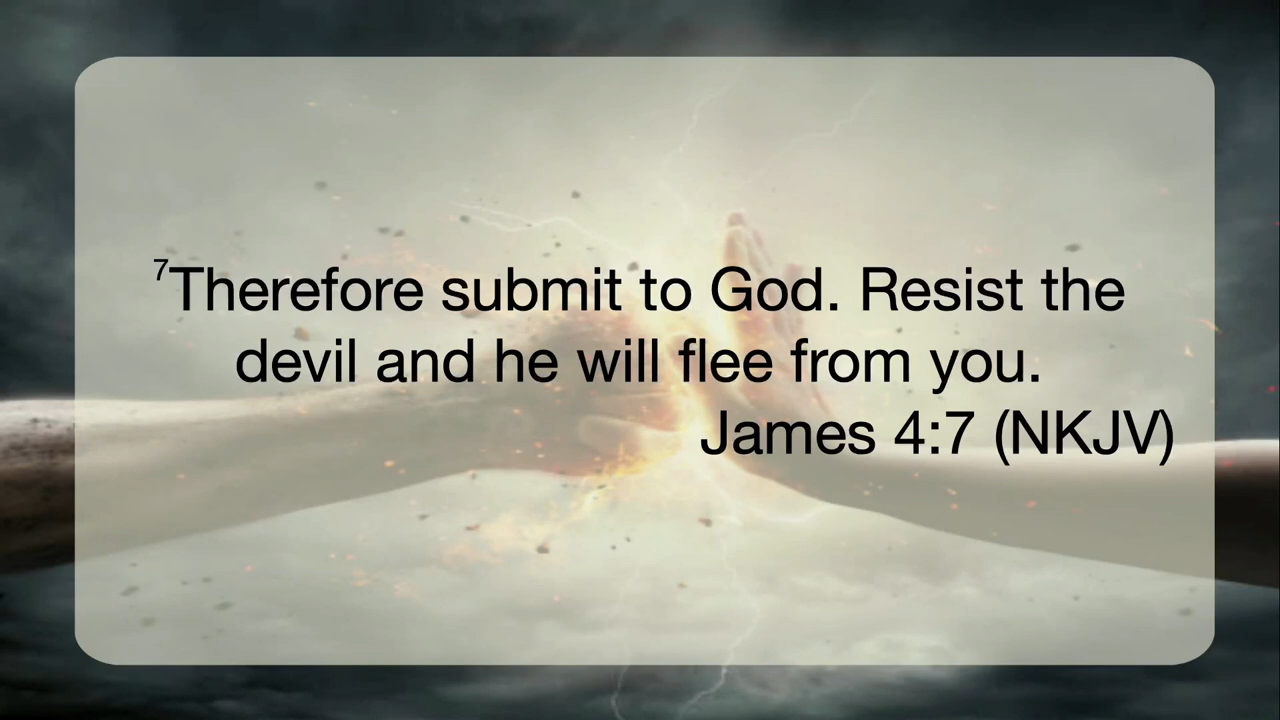 ⁷Therefore submit to God. Resist the
devil and he will flee from you.
James 4:7 (NKJV)